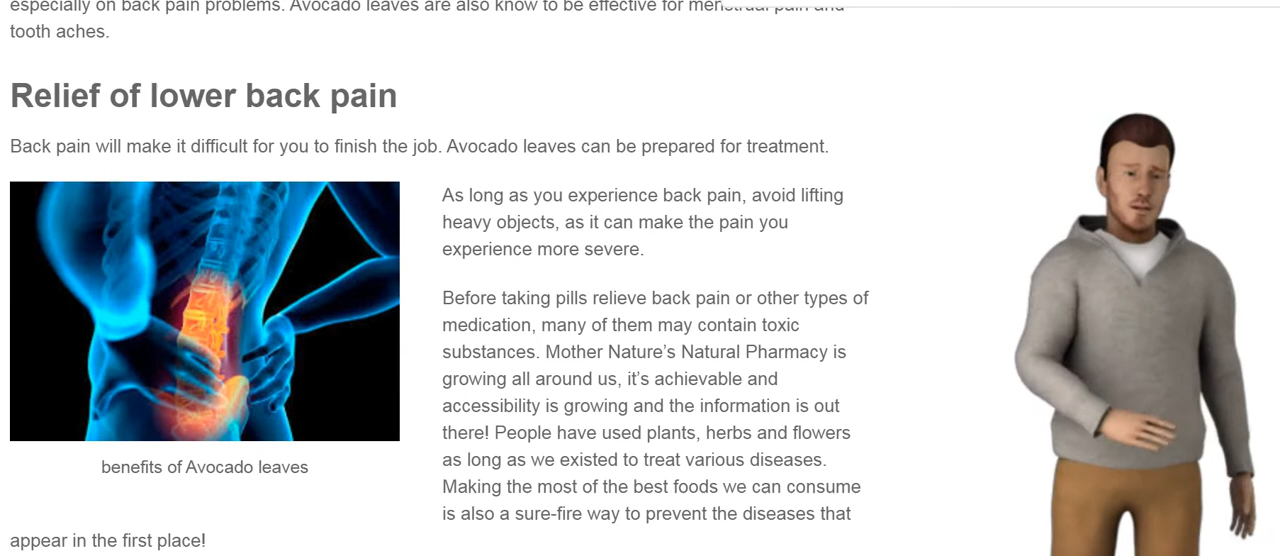 especially on back pain problems. Avocado leaves are also know to be effective for menstrual pain and
tooth aches.
Relief of lower back pain
Back pain will make it difficult for you to finish the job. Avocado leaves can be prepared for treatment.
As long as you experience back pain, avoid lifting
heavy objects, as it can make the pain you
experience more severe.
Before taking pills relieve back pain or other types of
medication, many of them may contain toxic
substances. Mother Nature’s Natural Pharmacy is
growing all around us, it’s achievable and
accessibility is growing and the information is out
there! People have used plants, herbs and flowers
as long as we existed to treat various diseases.
Making the most of the best foods we can consume
is also a sure-fire way to prevent the diseases that
appear in the first place!
benefits of Avocado leaves